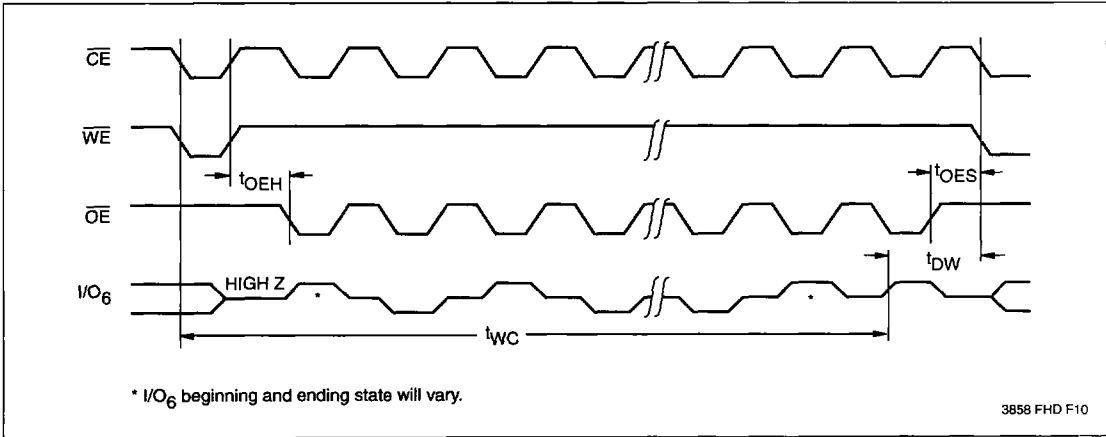 CE
WE
tOEH
tOES
OE
tDW
I/O6
HIGH Z
*
*
tWC
* I/O6 beginning and ending state will vary.
3858 FHD F10